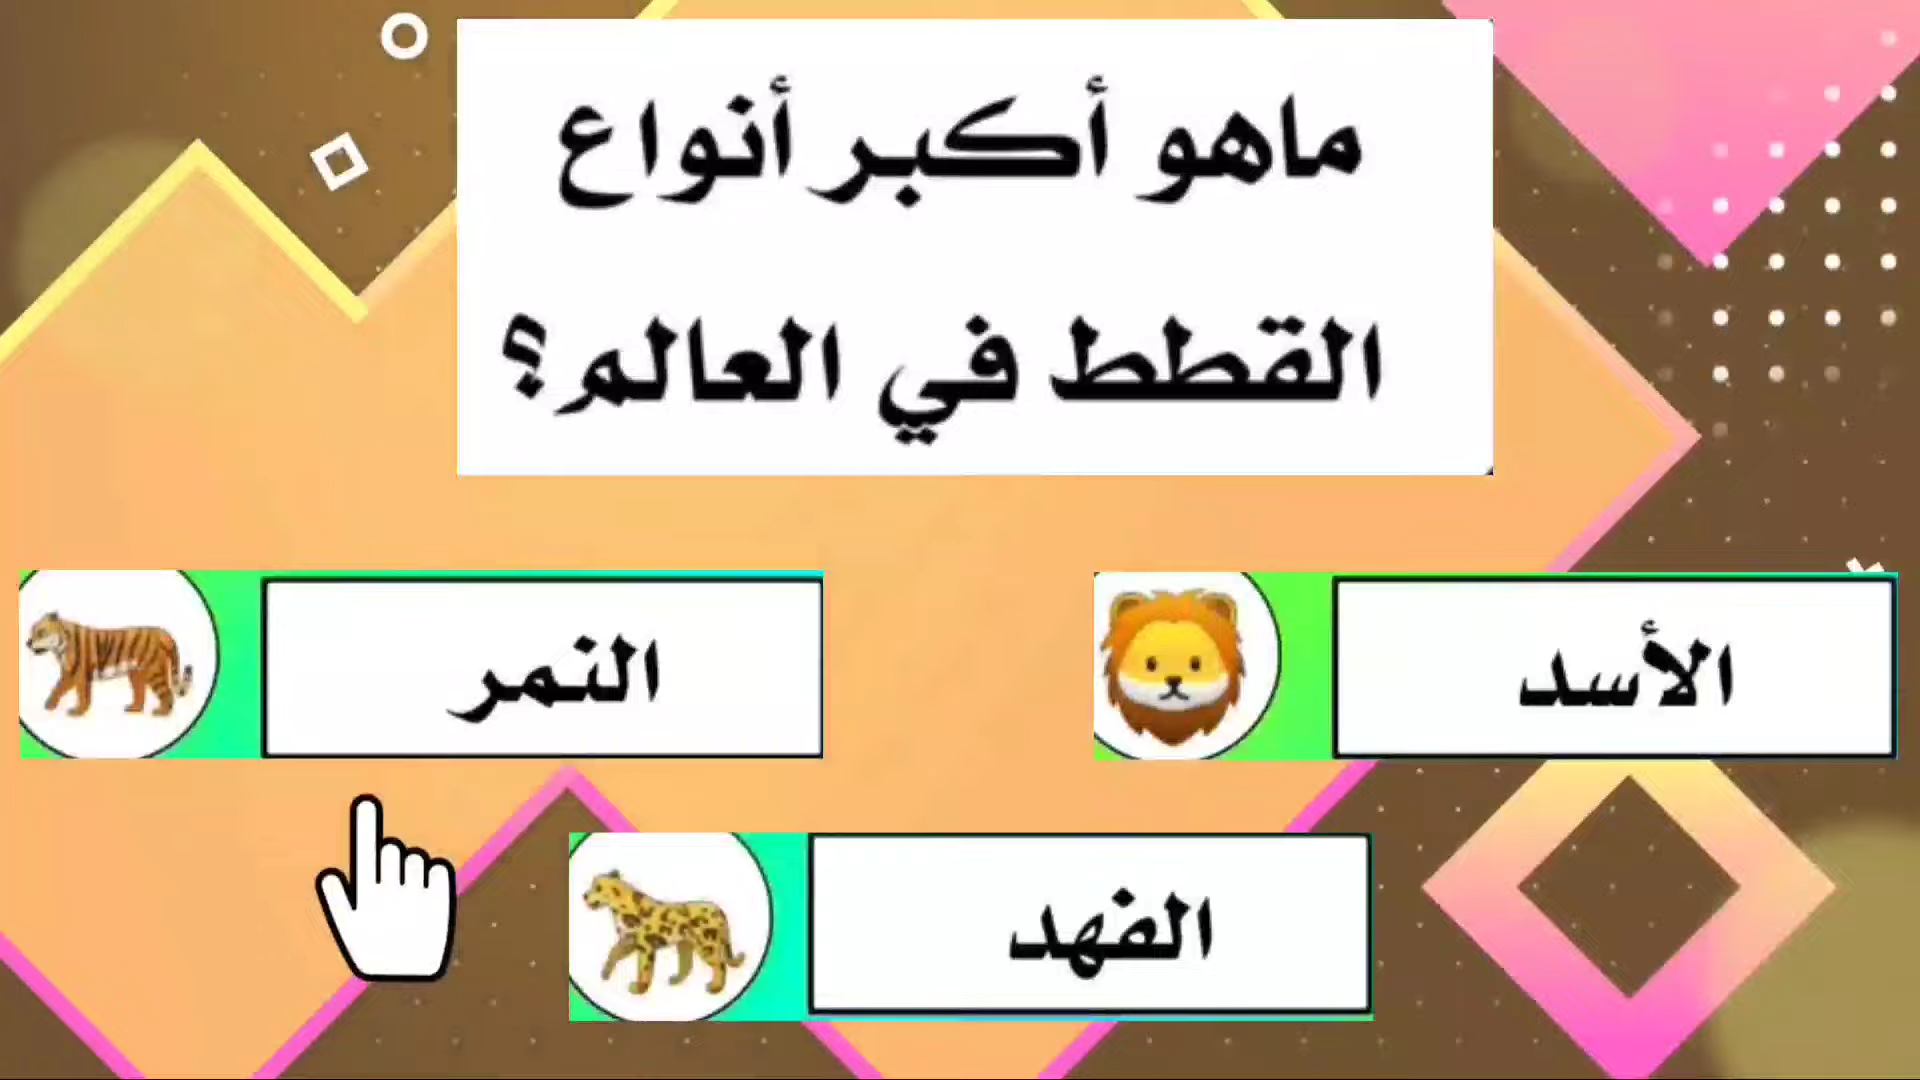 ماهو أكبر أنواع
القطط في العالم؟
الأسد
النمر
الفهد